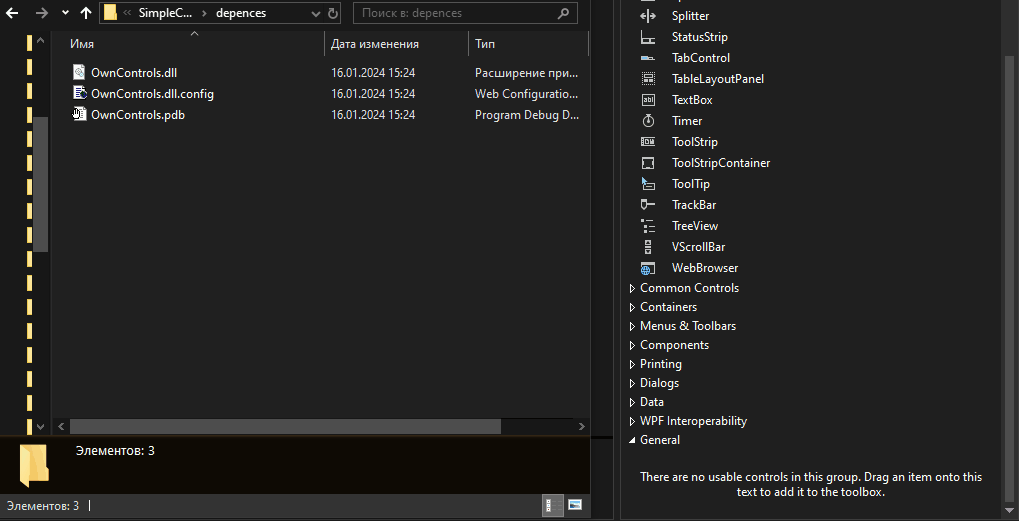 SimpleC... > depences
Поиск в: depences
Имя
Дата изменения
Тип
OwnControls.dll
16.01.2024 15:24
Расширение при...
OwnControls.dll.config
16.01.2024 15:24
Web Configuratio...
OwnControls.pdb
16.01.2024 15:24
Program Debug D...
Элементов: 3
Элементов: 3
Splitter
StatusStrip
TabControl
TableLayoutPanel
TextBox
Timer
ToolStrip
ToolStripContainer
ToolTip
TrackBar
TreeView
VScrollBar
WebBrowser
Common Controls
Containers
Menus & Toolbars
Components
Printing
Dialogs
Data
WPF Interoperability
General
There are no usable controls in this group. Drag an item onto this
text to add it to the toolbox.